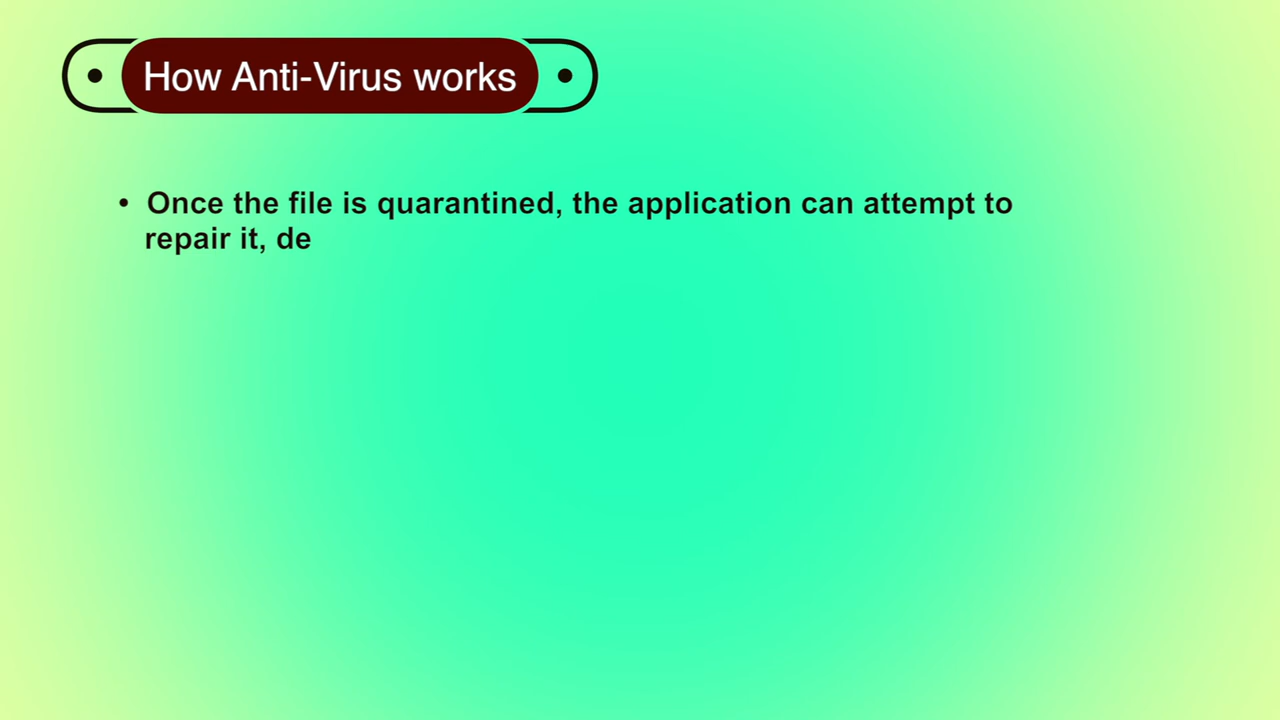 How Anti-Virus works
• Once the file is quarantined, the application can attempt to
repair it, de